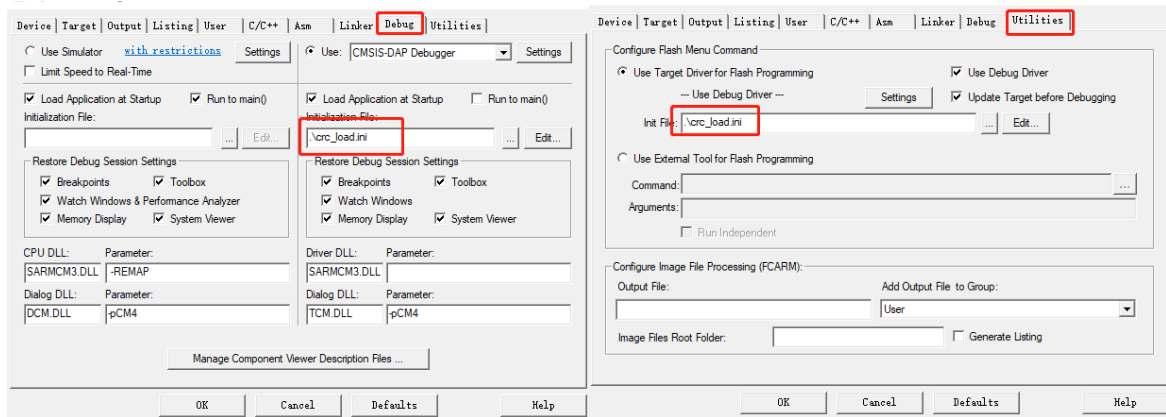 Device Target Output Listing User C/C++ Asm Linker Debug Utilities
Use Simulator with restrictions Settings
Limit Speed to Real-Time
Use: CMSIS-DAP Debugger Settings
Load Application at Startup Run to main()
Initialization File:
... Edit...
Load Application at Startup Run to main()
Initialization File:
.\crc_load.ini ... Edit...
Restore Debug Session Settings
Breakpoints Toolbox
Watch Windows & Performance Analyzer
Memory Display System Viewer
Restore Debug Session Settings
Breakpoints Toolbox
Watch Windows
Memory Display System Viewer
CPU DLL: Parameter:
SARMCM3.DLL -REMAP
Dialog DLL: Parameter:
DCM.DLL -pCM4
Driver DLL: Parameter:
SARMCM3.DLL
Dialog DLL: Parameter:
TCM.DLL -pCM4
Manage Component Viewer Description Files ...
OK Cancel Defaults Help
Device Target Output Listing User C/C++ Asm Linker Debug Utilities
Configure Flash Menu Command
Use Target Driver for Flash Programming Use Debug Driver
-- Use Debug Driver -- Settings Update Target before Debugging
Init File: .\crc_load.ini ... Edit...
Use External Tool for Flash Programming
Command: ...
Arguments:
Run Independent
Configure Image File Processing (FCARM):
Output File: Add Output File to Group:
User
Image Files Root Folder: Generate Listing
OK Cancel Defaults Help